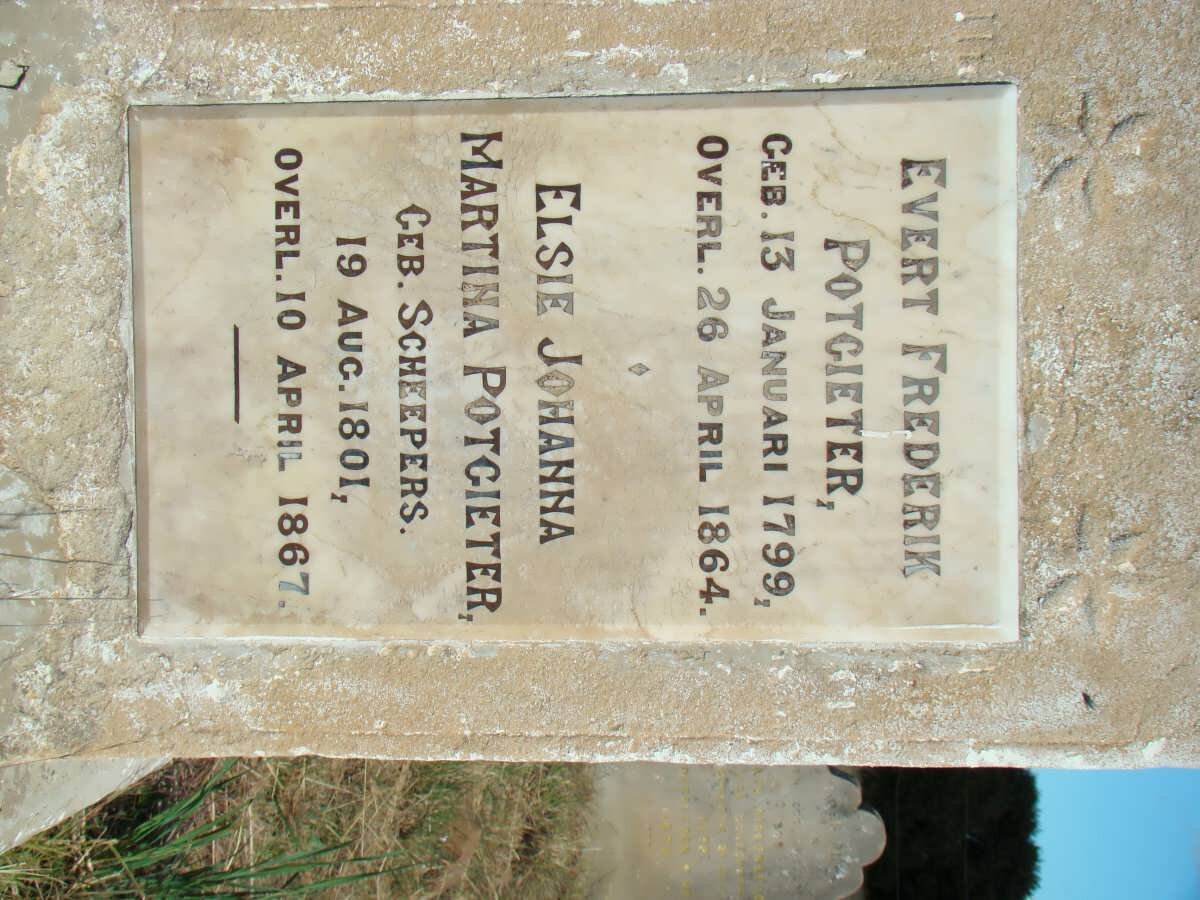 EVERT FREDERIK
POTGIETER,
GEB. 13 JANUARI 1799,
OVERL. 26 APRIL 1864.
ELSIE JOHANNA
MARTINA POTGIETER,
GEB. SCHEEPERS.
19 AUG. 1801,
OVERL. 10 APRIL 1867.